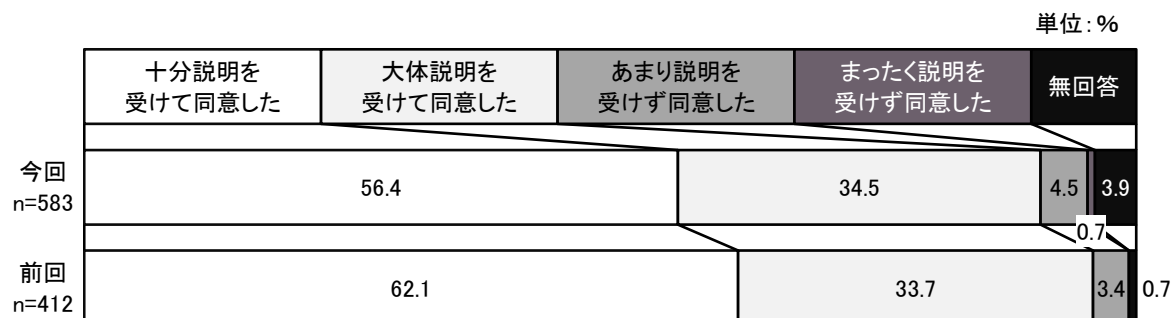 単位：%
十分説明を
受けて同意した
大体説明を
受けて同意した
あまり説明を
受けず同意した
まったく説明を
受けず同意した
無回答
今回
n=583
56.4
34.5
4.5
3.9
0.7
前回
n=412
62.1
33.7
3.4
0.7